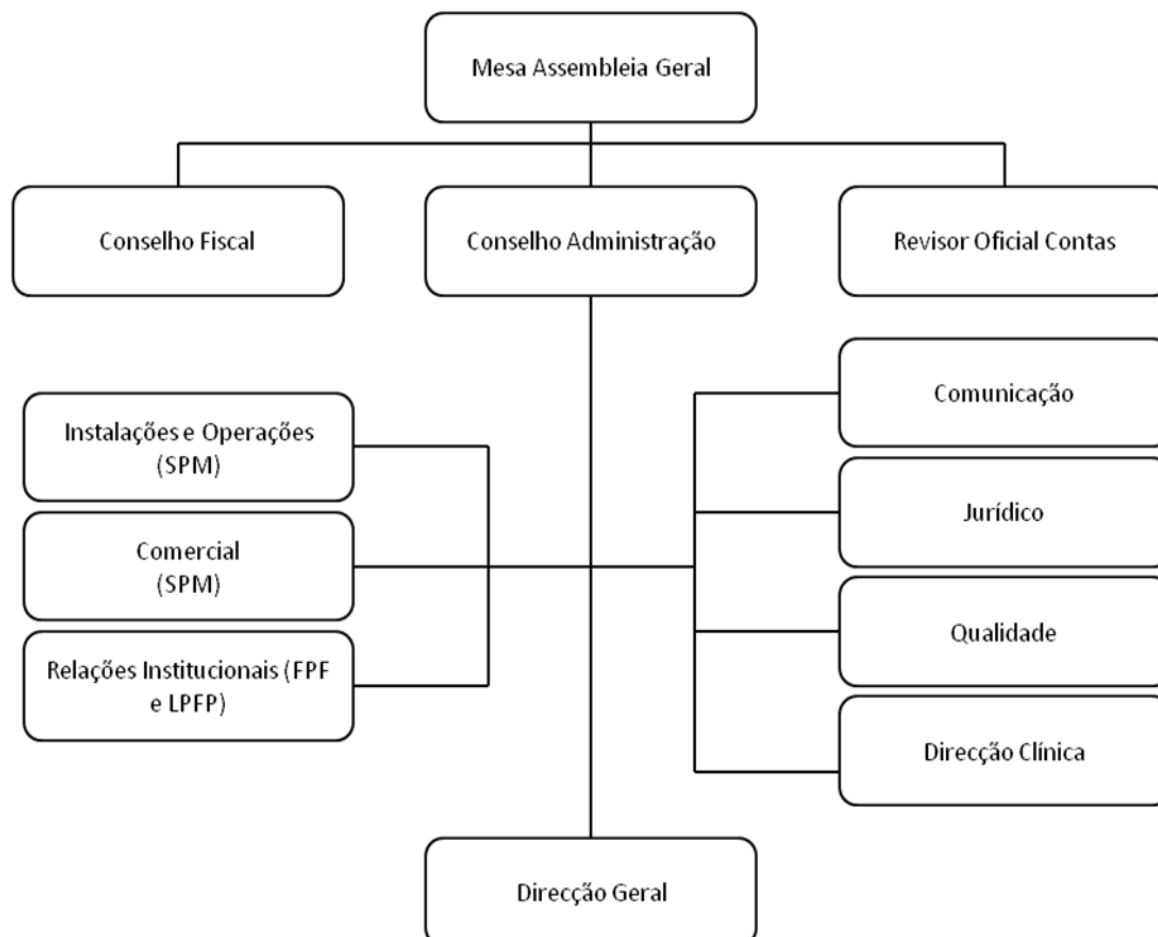 Mesa Assembleia Geral
Conselho Fiscal
Conselho Administração
Revisor Oficial Contas
Instalações e Operações
(SPM)
Comercial
(SPM)
Relações Institucionais (FPF
e LPFP)
Comunicação
Jurídico
Qualidade
Direcção Clínica
Direcção Geral